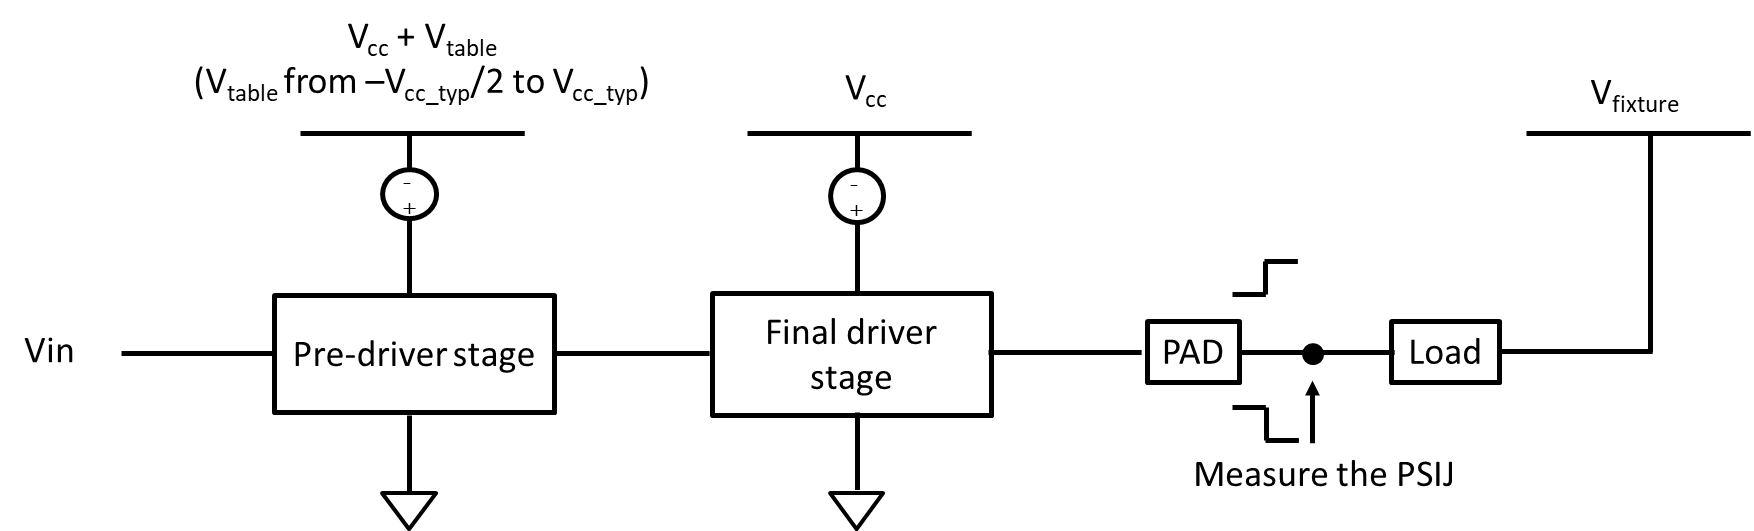 Vcc + Vtable
(Vtable from –Vcc_typ/2 to Vcc_typ)
Vcc
Vfixture
-
+
-
+
Vin
Pre-driver stage
Final driver
stage
PAD
Load
Measure the PSIJ